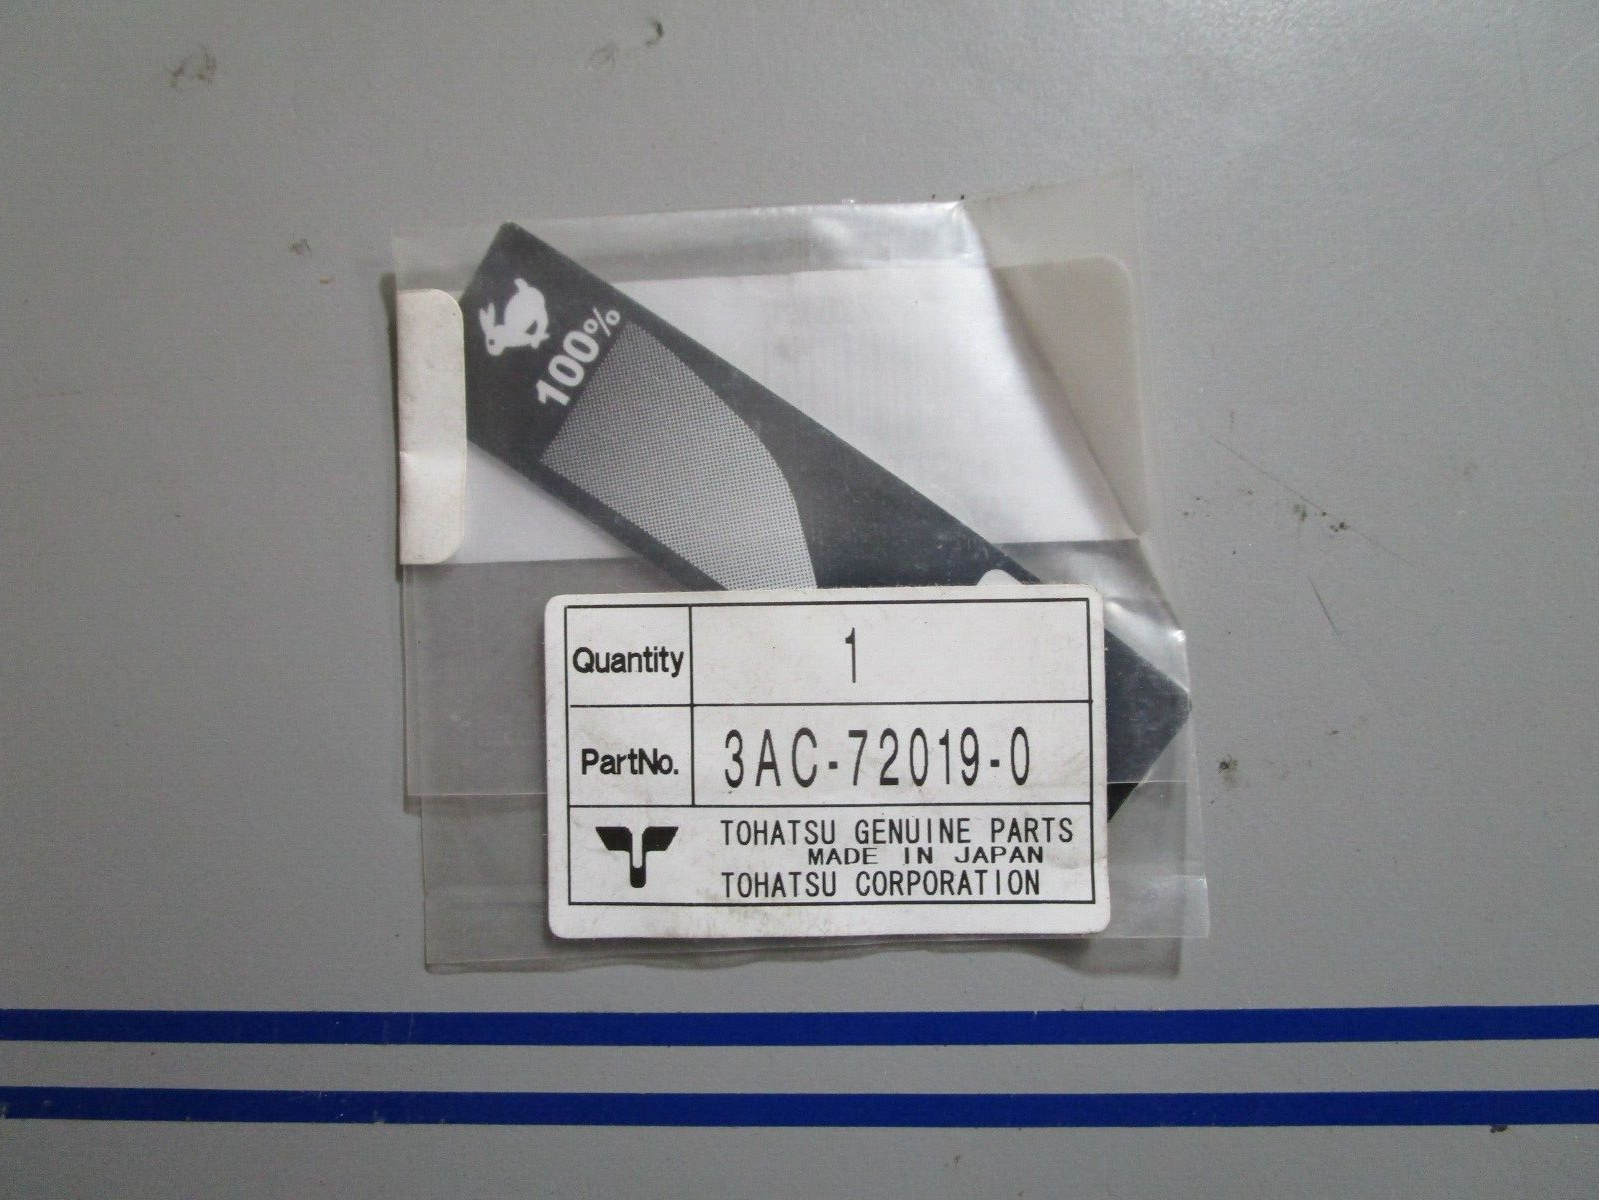 100%
Quantity 1
PartNo. 3AC-72019-0
TOHATSU GENUINE PARTS
MADE IN JAPAN
TOHATSU CORPORATION